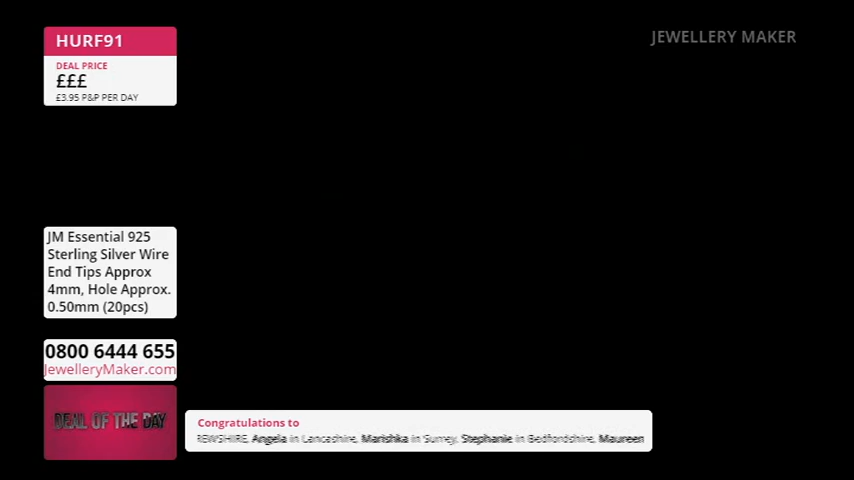 HURF91
JEWELLERY MAKER
DEAL PRICE
£££
£3.95 P&P PER DAY
JM Essential 925
Sterling Silver Wire
End Tips Approx
4mm, Hole Approx.
0.50mm (20pcs)
0800 6444 655
JewelleryMaker.com
DEAL OF THE DAY
Congratulations to
REWSHIRE, Angela in Lancashire, Marishka in Surrey, Stephanie in Bedfordshire, Maureen